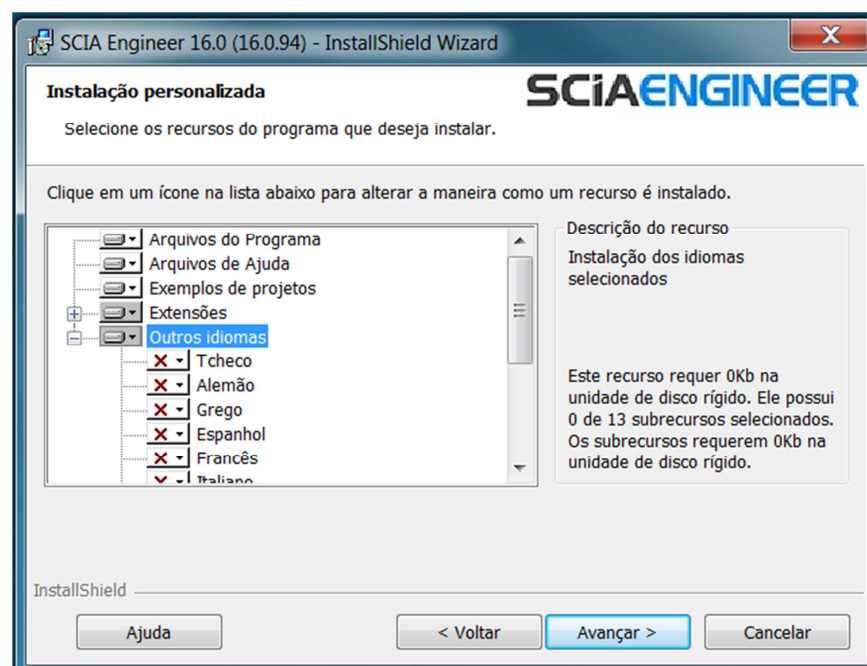 SCIA Engineer 16.0 (16.0.94) - InstallShield Wizard
Instalação personalizada
SCiAENGINEER
Selecione os recursos do programa que deseja instalar.
Clique em um ícone na lista abaixo para alterar a maneira como um recurso é instalado.
Arquivos do Programa
Arquivos de Ajuda
Exemplos de projetos
Extensões
Outros idiomas
Tcheco
Alemão
Grego
Espanhol
Francês
Italiano
Descrição do recurso
Instalação dos idiomas
selecionados
Este recurso requer 0Kb na
unidade de disco rígido. Ele possui
0 de 13 subrecursos selecionados.
Os subrecursos requerem 0Kb na
unidade de disco rígido.
InstallShield
Ajuda
< Voltar
Avançar >
Cancelar